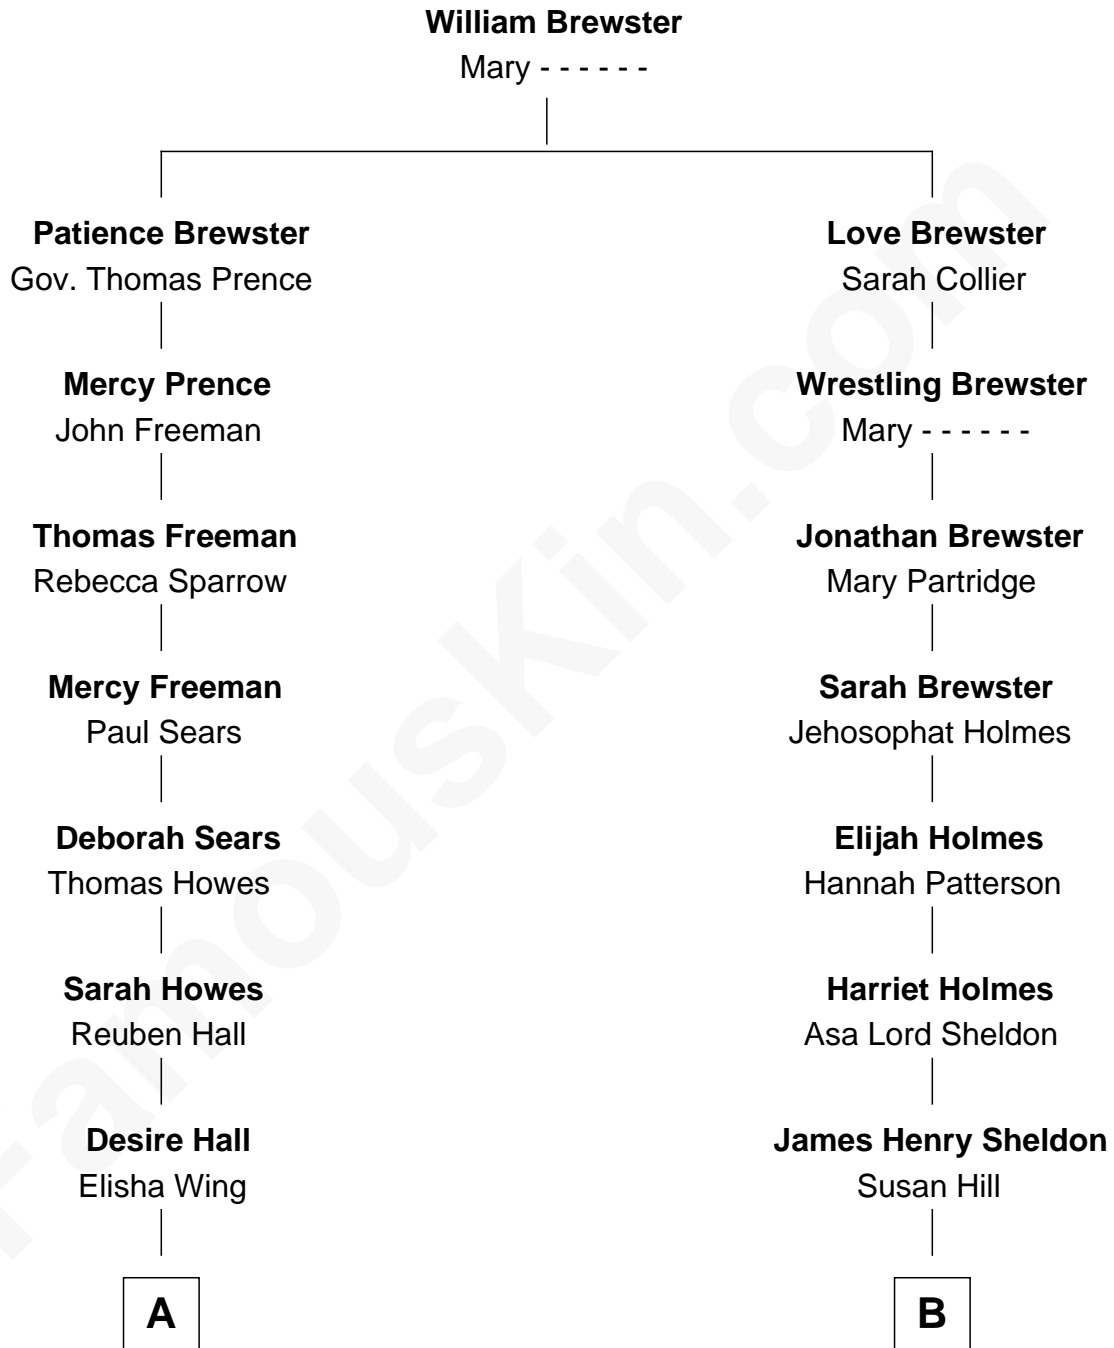 William Brewster
Mary - - - - - -
Patience Brewster
Gov. Thomas Prence
Love Brewster
Sarah Collier
Mercy Prence
John Freeman
Wrestling Brewster
Mary - - - - - -
Thomas Freeman
Rebecca Sparrow
Jonathan Brewster
Mary Partridge
Mercy Freeman
Paul Sears
Sarah Brewster
Jehosophat Holmes
Deborah Sears
Thomas Howes
Elijah Holmes
Hannah Patterson
Sarah Howes
Reuben Hall
Harriet Holmes
Asa Lord Sheldon
Desire Hall
Elisha Wing
James Henry Sheldon
Susan Hill
A
B
FamousKin.com